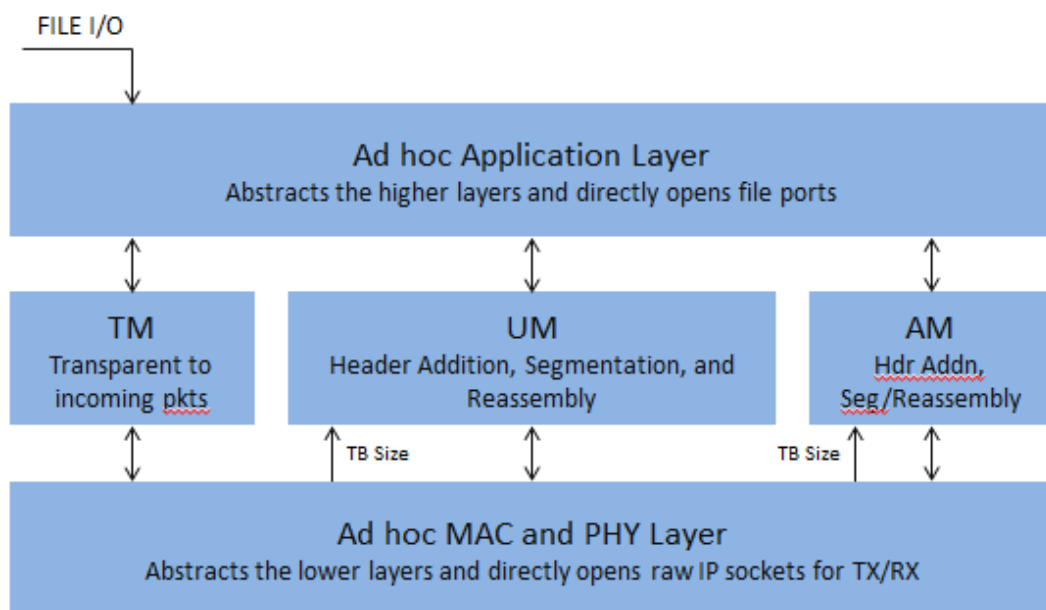 FILE I/O
Ad hoc Application Layer
Abstracts the higher layers and directly opens file ports
TM
Transparent to
incoming pkts
UM
Header Addition, Segmentation, and
Reassembly
AM
Hdr Addn,
Seg/Reassembly
TB Size
TB Size
Ad hoc MAC and PHY Layer
Abstracts the lower layers and directly opens raw IP sockets for TX/RX